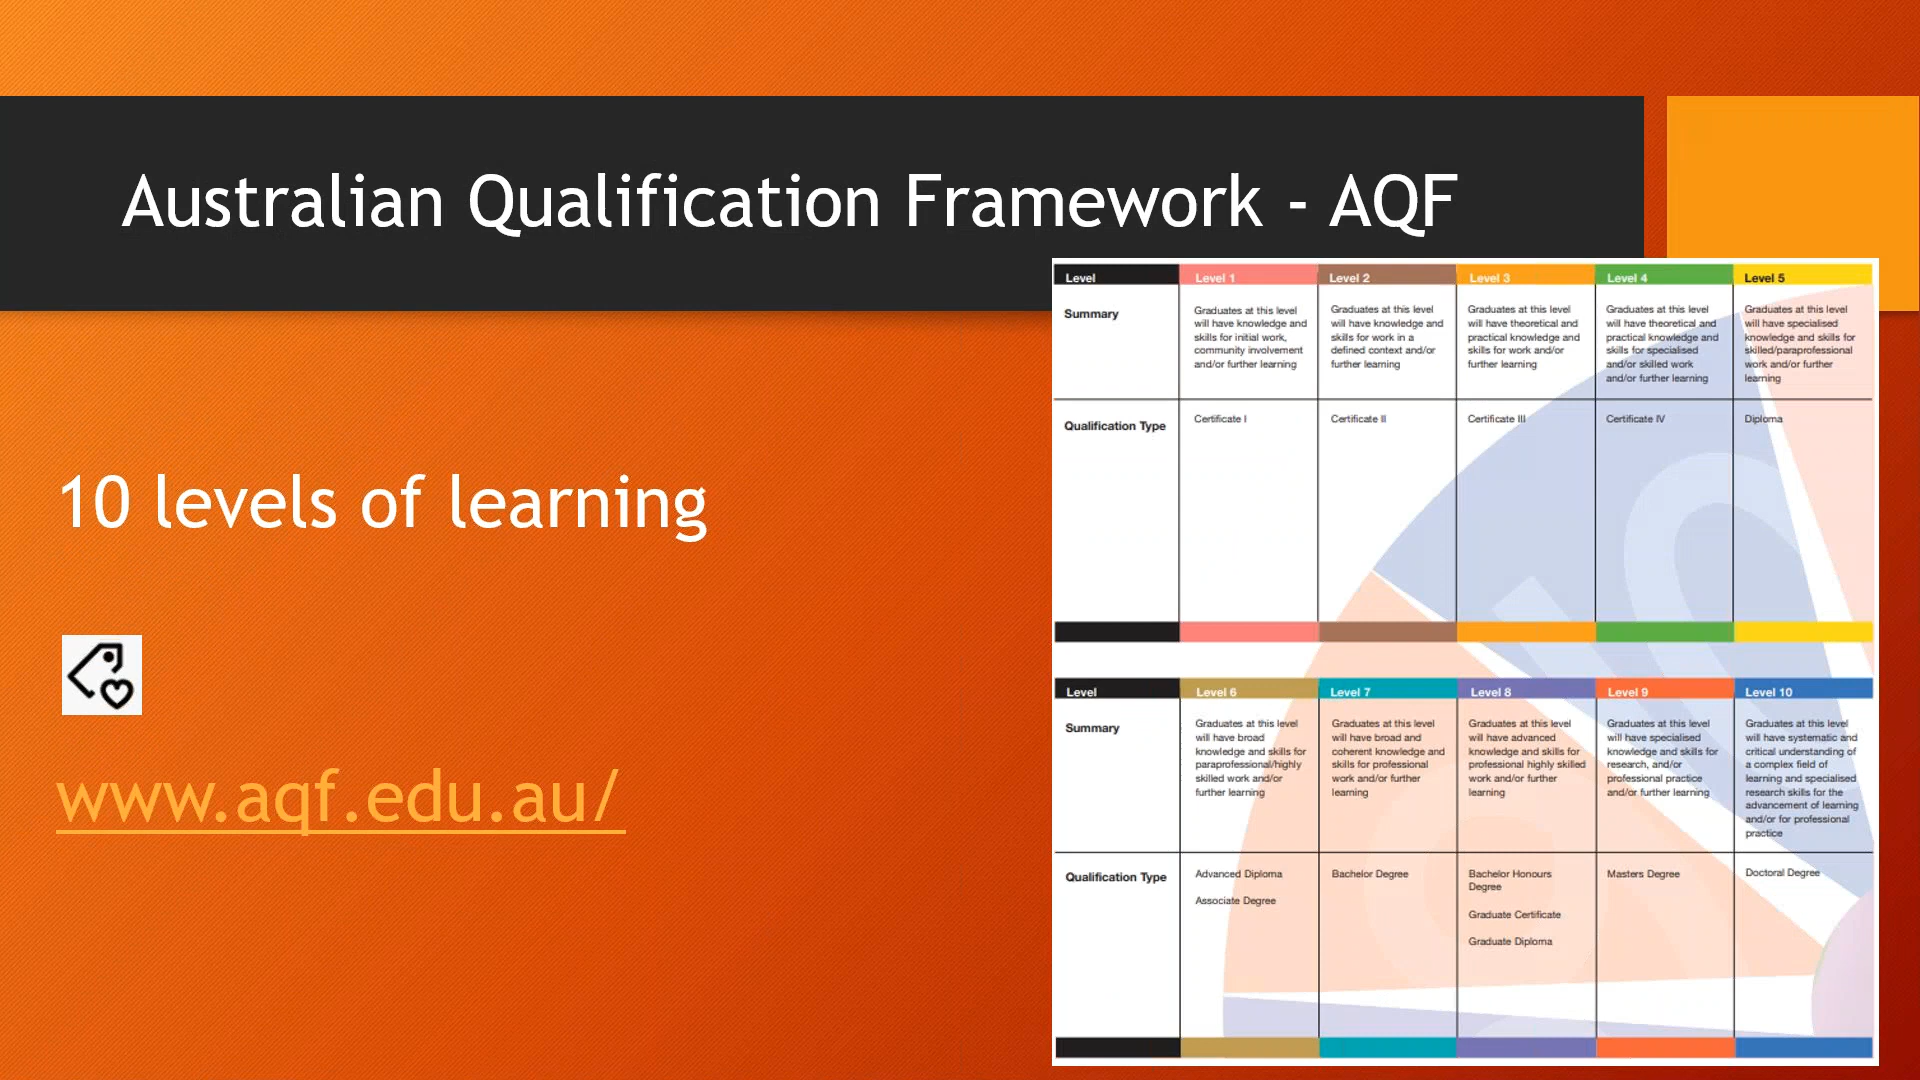 Australian Qualification Framework - AQF
10 levels of learning
www.aqf.edu.au/
Level
Level 1
Level 2
Level 3
Level 4
Level 5
Summary
Graduates at this level
will have knowledge and
skills for initial work,
community involvement
and/or further learning
Graduates at this level
will have knowledge and
skills for work in a
defined context and/or
further learning
Graduates at this level
will have theoretical and
practical knowledge and
skills for work and/or
further learning
Graduates at this level
will have theoretical and
practical knowledge and
skills for specialised
and/or skilled work
and/or further learning
Graduates at this level
will have specialised
knowledge and skills for
skilled/paraprofessional
work and/or further
learning
Qualification Type
Certificate I
Certificate II
Certificate III
Certificate IV
Diploma
Level
Level 6
Level 7
Level 8
Level 9
Level 10
Summary
Graduates at this level
will have broad
knowledge and skills for
paraprofessional/highly
skilled work and/or
further learning
Graduates at this level
will have broad and
coherent knowledge and
skills for professional
work and/or further
learning
Graduates at this level
will have advanced
knowledge and skills for
professional highly skilled
work and/or further
learning
Graduates at this level
will have specialised
knowledge and skills for
research, and/or
professional practice
and/or further learning
Graduates at this level
will have systematic and
critical understanding of
a complex field of
learning and specialised
research skills for the
advancement of learning
and/or for professional
practice
Qualification Type
Advanced Diploma
Associate Degree
Bachelor Degree
Bachelor Honours
Degree
Graduate Certificate
Graduate Diploma
Masters Degree
Doctoral Degree